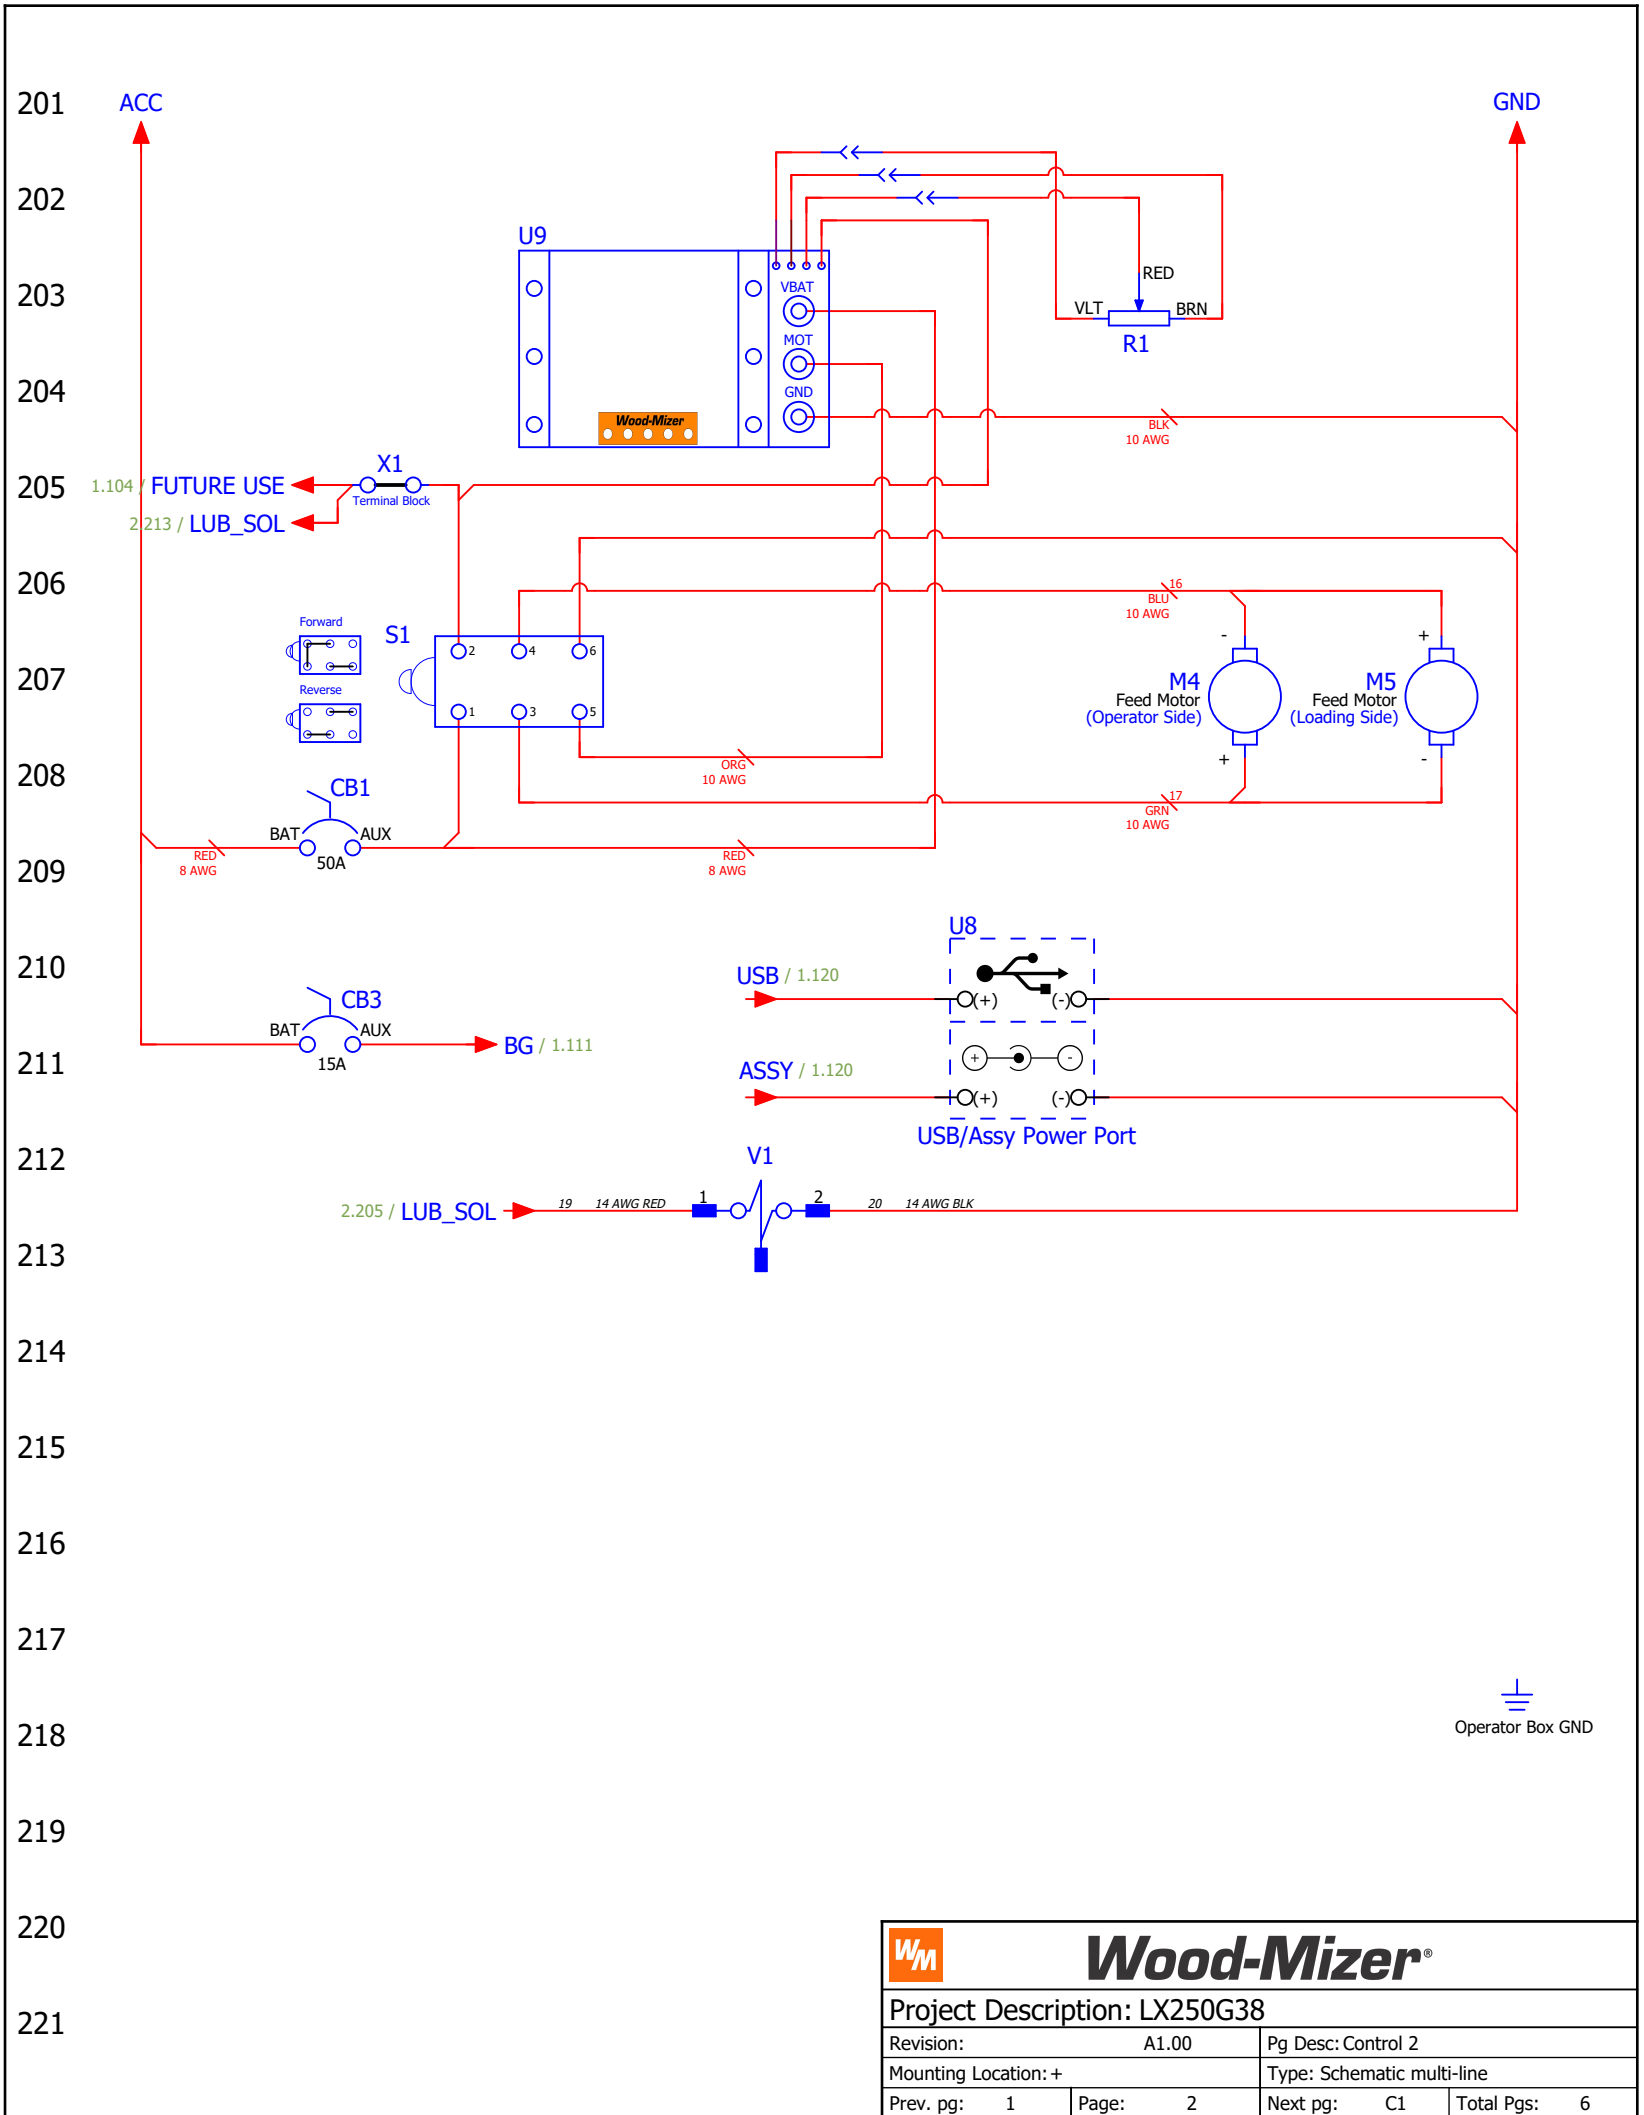 201
ACC
GND
202
U9
203
VBAT
RED
VLT
BRN
R1
MOT
204
GND
Wood-Mizer
BLK
10 AWG
X1
205
1.104 / FUTURE USE
Terminal Block
2.213 / LUB_SOL
206
16
BLU
10 AWG
Forward
S1
2
4
6
-
+
207
M4
Feed Motor
(Operator Side)
M5
Feed Motor
(Loading Side)
Reverse
1
3
5
+
-
208
ORG
10 AWG
CB1
17
GRN
10 AWG
BAT
AUX
50A
209
RED
8 AWG
RED
8 AWG
U8
210
USB / 1.120
(+)
(-)
CB3
BAT
AUX
15A
BG / 1.111
211
+
-
ASSY / 1.120
(+)
(-)
USB/Assy Power Port
212
V1
2.205 / LUB_SOL
19
14 AWG RED
1
2
20
14 AWG BLK
213
214
215
216
217
218
Operator Box GND
219
220
WM
Wood-Mizer®
221
Project Description: LX250G38
Revision: A1.00
Pg Desc: Control 2
Mounting Location: +
Type: Schematic multi-line
Prev. pg: 1
Page: 2
Next pg: C1
Total Pgs: 6